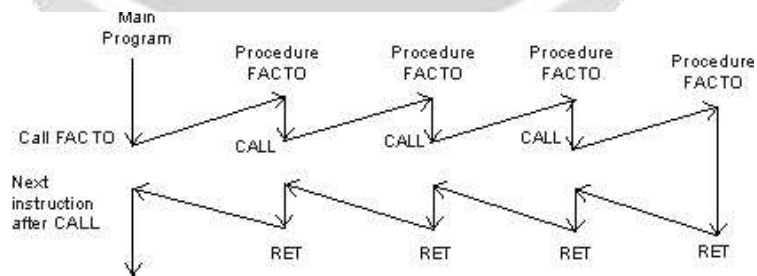 Main
Program
Procedure
FACTO
Procedure
FACTO
Procedure
FACTO
Procedure
FACTO
Call FACTO
CALL
CALL
CALL
Next
instruction
after CALL
RET
RET
RET
RET